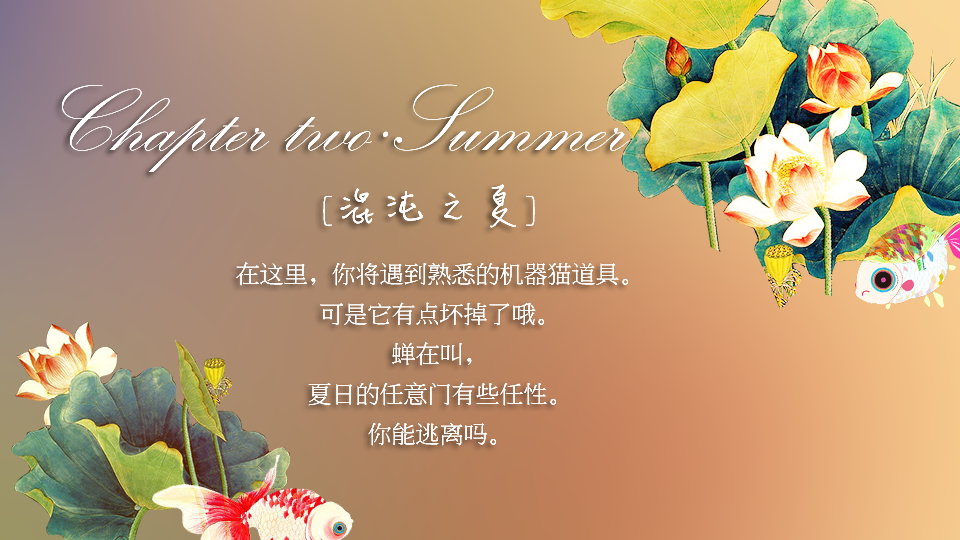 Chapter two·Summer
[混沌之夏]
在这里，你将遇到熟悉的机器猫道具。
可是它有点坏掉了哦。
蝉在叫，
夏日的任意门有些任性。
你能逃离吗。